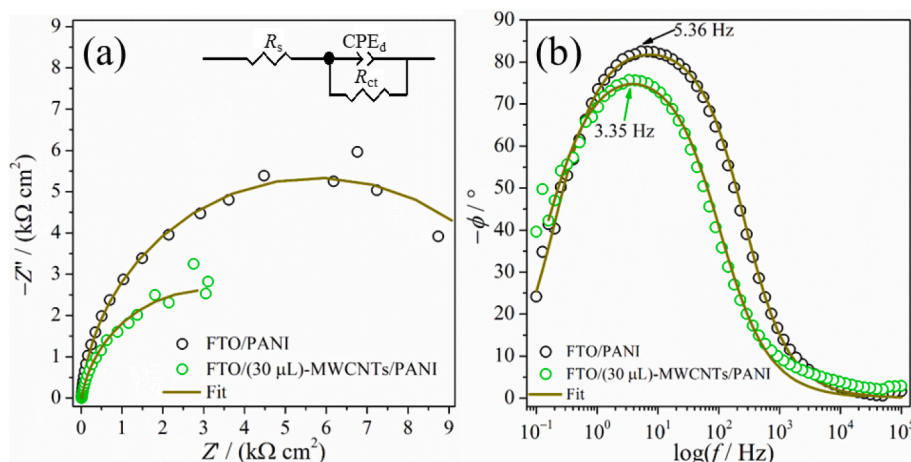 (a)
Rs
CPEd
Rct
−Z″ / (kΩ cm²)
9
8
7
6
5
4
3
2
1
0
FTO/PANI
FTO/(30 μL)-MWCNTs/PANI
Fit
0 1 2 3 4 5 6 7 8 9
Z′ / (kΩ cm²)
(b)
5.36 Hz
3.35 Hz
−ϕ / °
90
80
70
60
50
40
30
20
10
0
FTO/PANI
FTO/(30 μL)-MWCNTs/PANI
Fit
10⁻¹ 10⁰ 10¹ 10² 10³ 10⁴ 10⁵
log(f / Hz)